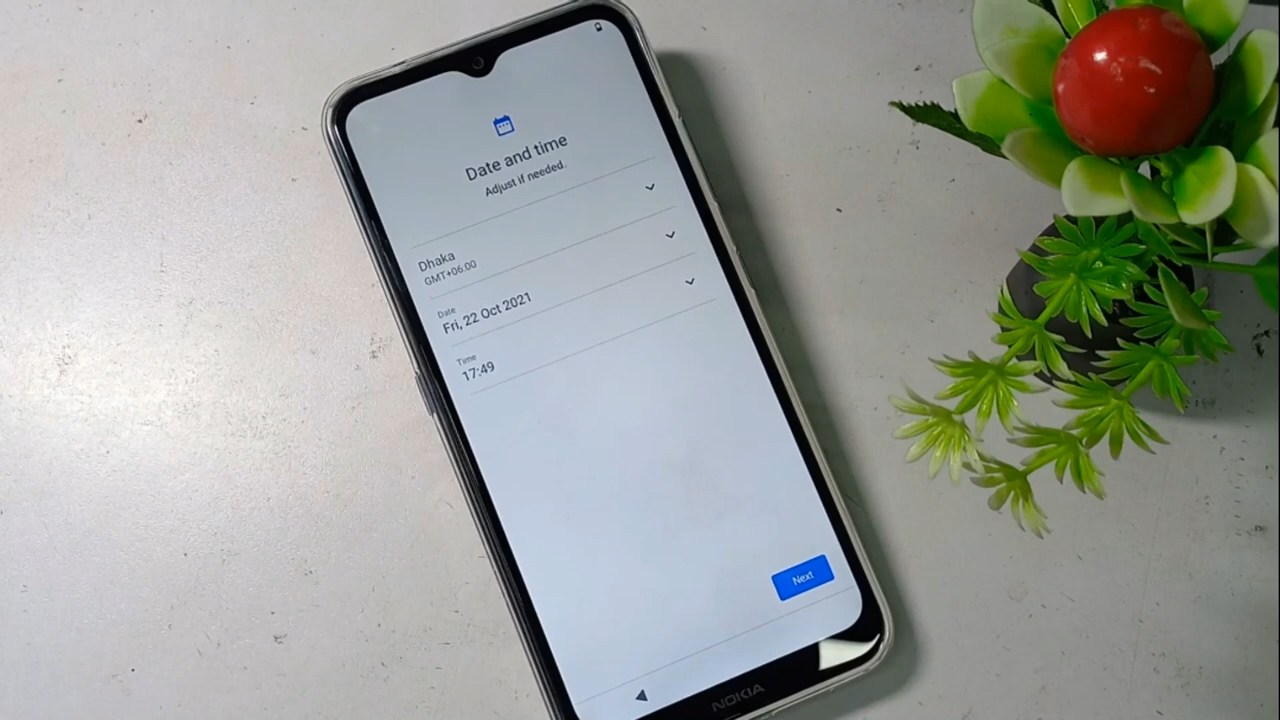 Date and time
Adjust if needed.
Dhaka
GMT+06:00
Date
Fri, 22 Oct 2021
Time
17:49
Next
NOKIA